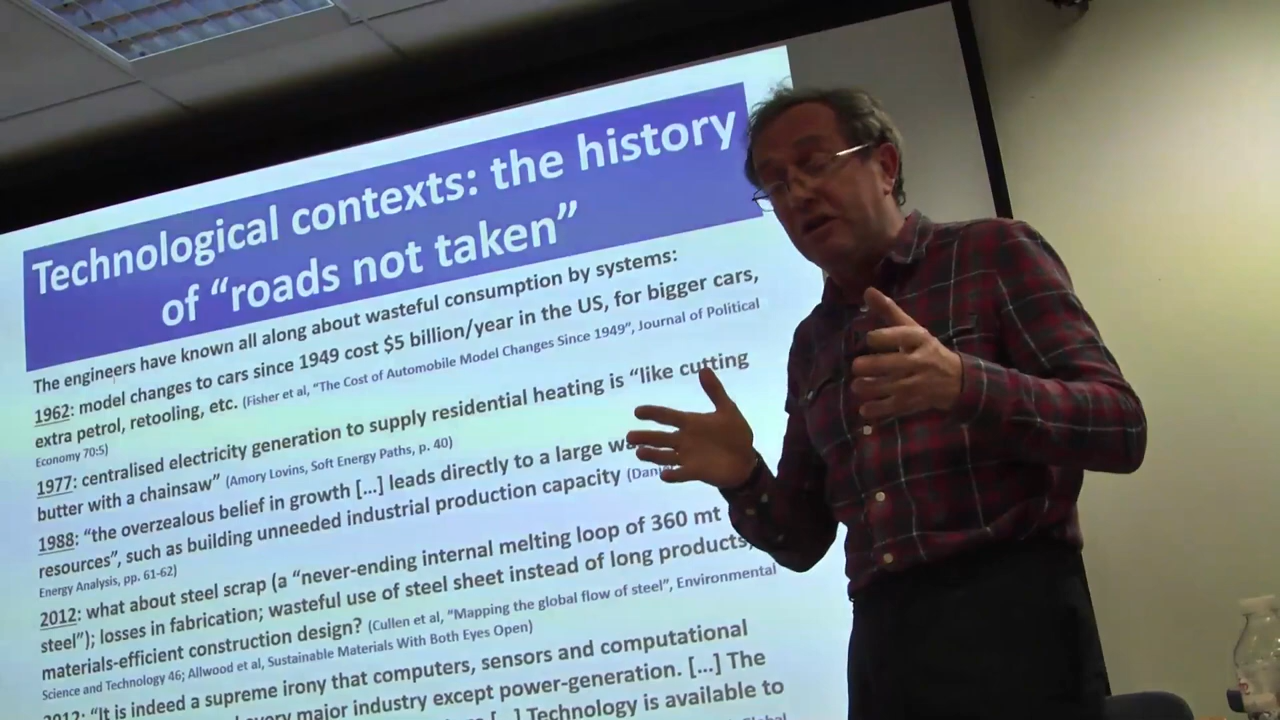 Technological contexts: the history
of “roads not taken”
The engineers have known all along about wasteful consumption by systems:
1962: model changes to cars since 1949 cost $5 billion/year in the US, for bigger cars,
extra petrol, retooling, etc. (Fisher et al, “The Cost of Automobile Model Changes Since 1949”, Journal of Political
Economy 70:5)
1977: centralised electricity generation to supply residential heating is “like cutting
butter with a chainsaw” (Amory Lovins, Soft Energy Paths, p. 40)
1988: “the overzealous belief in growth [...] leads directly to a large
resources”, such as building unneeded industrial production capacity
Energy Analysis, pp. 61-62)
2012: what about steel scrap (a “never-ending internal melting loop of 360 mt
steel”); losses in fabrication; wasteful use of steel sheet instead of long products;
materials-efficient construction design? (Cullen et al, “Mapping the global flow of steel”, Environmental
Science and Technology 46; Allwood et al, Sustainable Materials With Both Eyes Open)
2012: “It is indeed a supreme irony that computers, sensors and computational
every major industry except power-generation. [...] The
[...] Technology is available to
Global